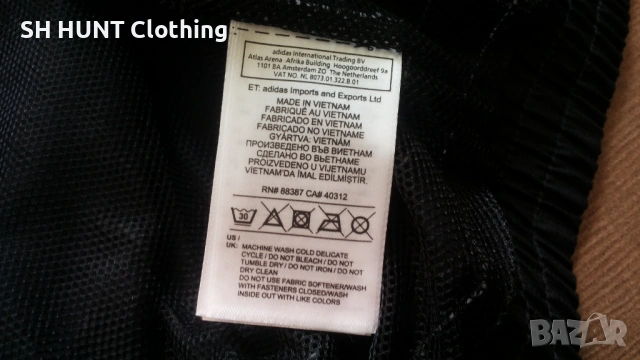 SH HUNT Clothing
adidas International Trading BV
Atlas Arena Afrika Building Hoogoorddreef 9a
1101 BA Amsterdam ZO The Netherlands
VAT NO. NL 8073.01.322.B.01
ET: adidas Imports and Exports Ltd
MADE IN VIETNAM
FABRIQUÉ AU VIETNAM
FABRICADO EN VIETNAM
FABRICADO NO VIETNAM
GYÁRTVA: VIETNÁM
ПРОИЗВЕДЕНО ВЪВ ВИЕТНАМ
СДЕЛАНО ВО ВЬЕТНАМЕ
PROIZVEDENO U VIJETNAMU
VIETNAM'DA İMAL EDİLMİŞTİR.
RN# 88387 CA# 40312
30
US /
UK: MACHINE WASH COLD DELICATE
CYCLE / DO NOT BLEACH / DO NOT
TUMBLE DRY / DO NOT IRON / DO NOT
DRY CLEAN
DO NOT USE FABRIC SOFTENER/WASH
WITH FASTENERS CLOSED/WASH
INSIDE OUT WITH LIKE COLORS
BAZAR